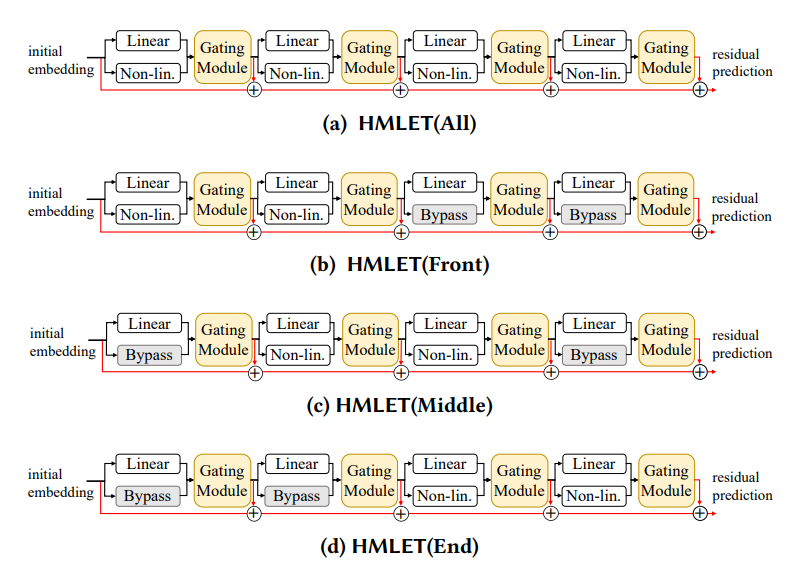 initial
embedding
Linear
Non-lin.
Gating
Module
Linear
Non-lin.
Gating
Module
Linear
Non-lin.
Gating
Module
Linear
Non-lin.
Gating
Module
residual
prediction
(a) HMLET(All)
initial
embedding
Linear
Non-lin.
Gating
Module
Linear
Non-lin.
Gating
Module
Linear
Bypass
Gating
Module
Linear
Bypass
Gating
Module
residual
prediction
(b) HMLET(Front)
initial
embedding
Linear
Bypass
Gating
Module
Linear
Non-lin.
Gating
Module
Linear
Non-lin.
Gating
Module
Linear
Bypass
Gating
Module
residual
prediction
(c) HMLET(Middle)
initial
embedding
Linear
Bypass
Gating
Module
Linear
Bypass
Gating
Module
Linear
Non-lin.
Gating
Module
Linear
Non-lin.
Gating
Module
residual
prediction
(d) HMLET(End)